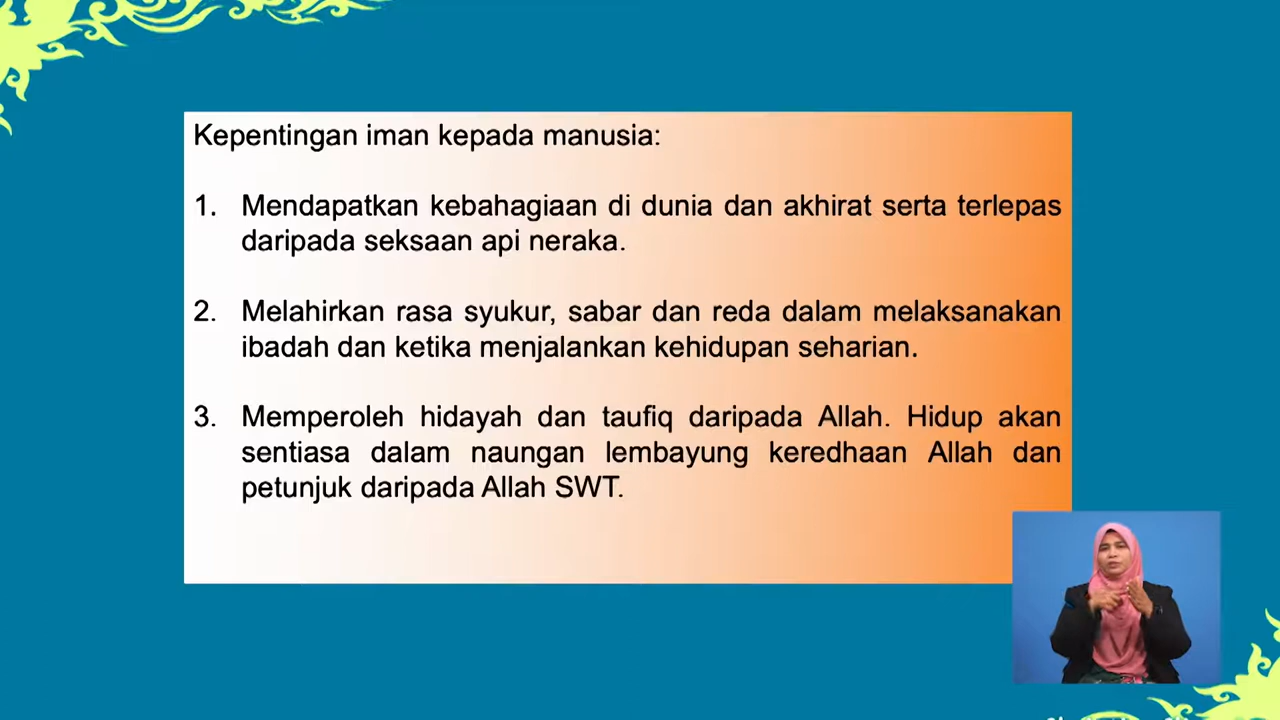 Kepentingan iman kepada manusia:
1. Mendapatkan kebahagiaan di dunia dan akhirat serta terlepas
daripada seksaan api neraka.
2. Melahirkan rasa syukur, sabar dan reda dalam melaksanakan
ibadah dan ketika menjalankan kehidupan seharian.
3. Memperoleh hidayah dan taufiq daripada Allah. Hidup akan
sentiasa dalam naungan lembayung keredhaan Allah dan
petunjuk daripada Allah SWT.